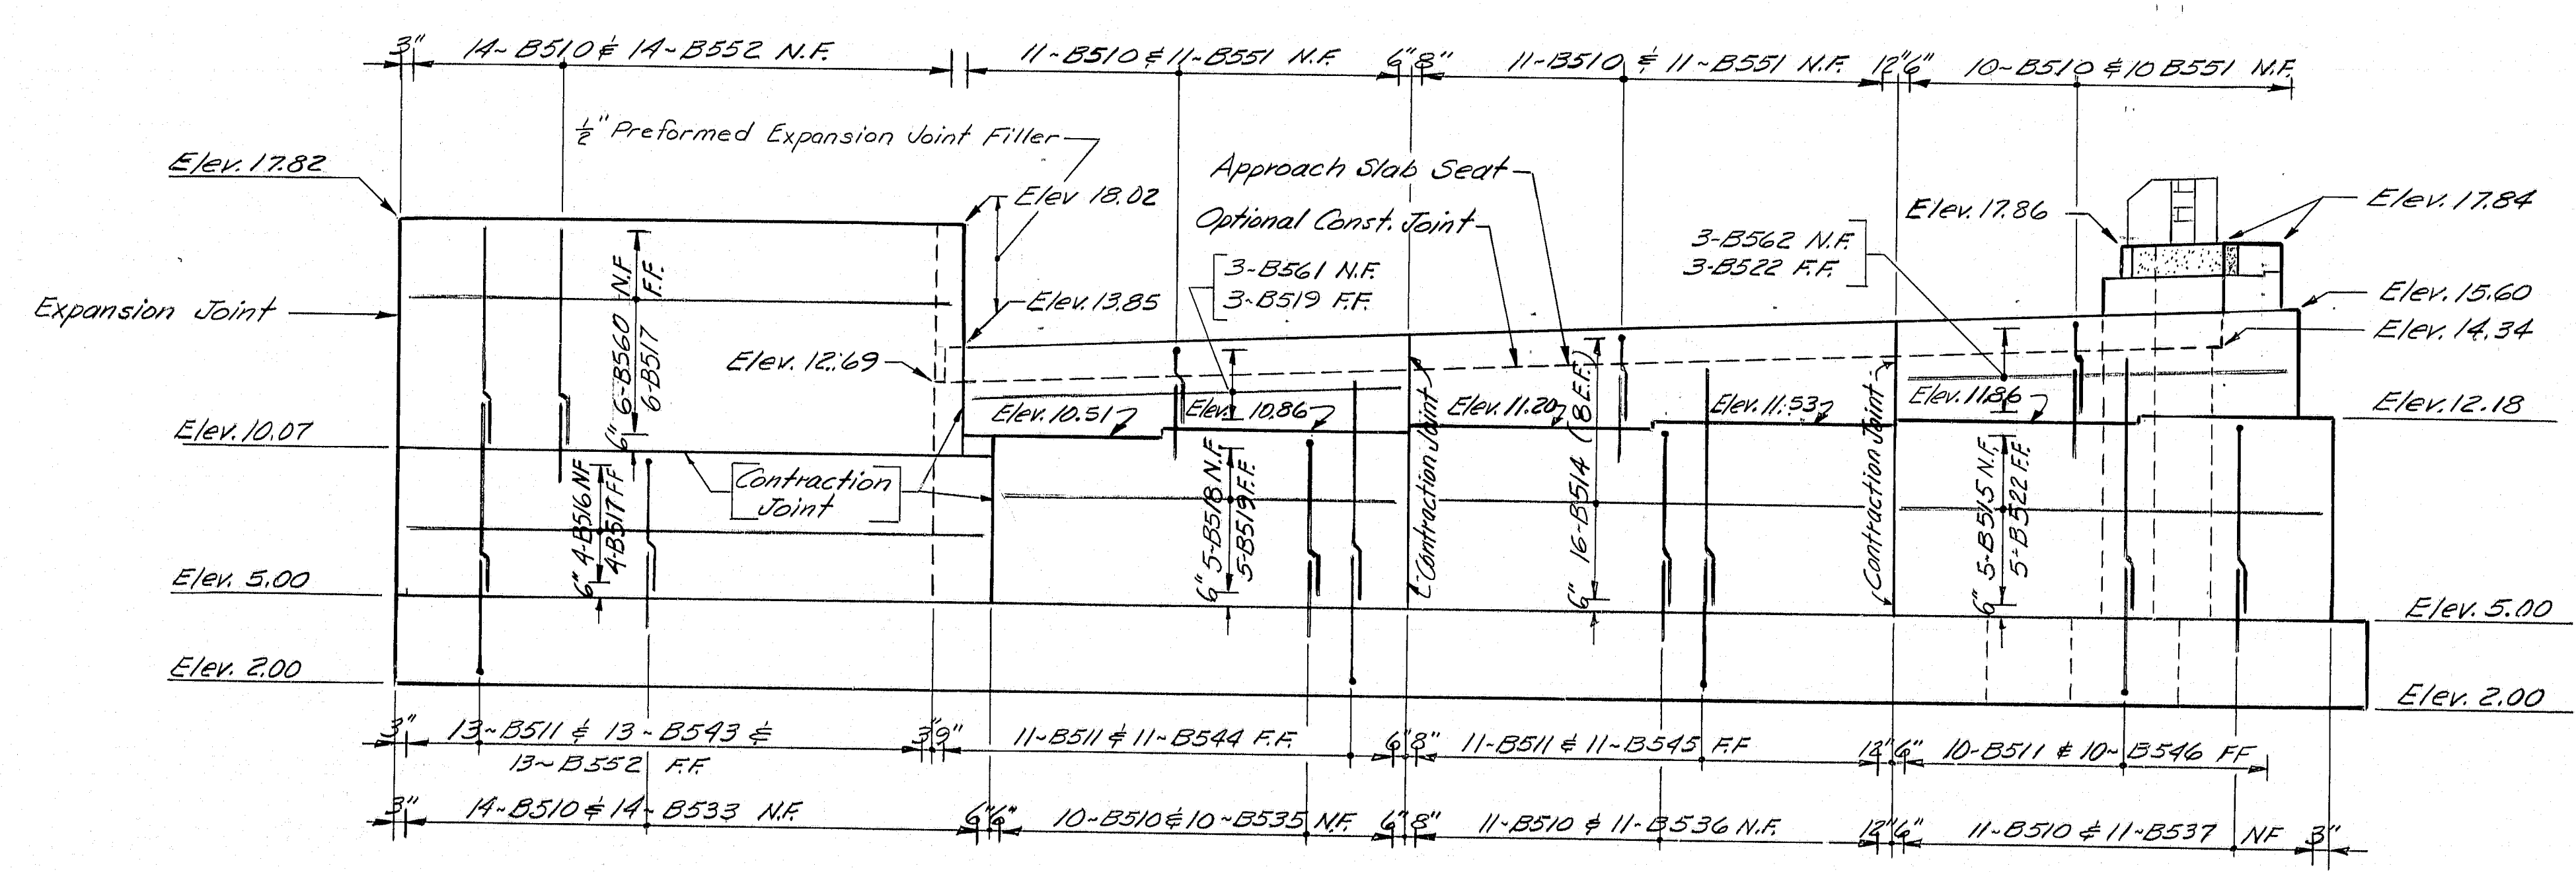 3" 14~B510 & 14~B552 N.F. 11~B510 & 11~B551 N.F. 6" 8" 11~B510 & 11~B551 N.F. 12" 6" 10~B510 & 10 B551 N.F.
1/2" Preformed Expansion Joint Filler
Elev. 17.82
Elev 18.02
Approach Slab Seat
Optional Const. Joint
Elev. 17.86
Elev. 17.84
3-B562 N.F.
3-B522 F.F.
3-B561 N.F.
3-B519 F.F.
Expansion Joint
Elev. 13.85
Elev. 15.60
Elev. 14.34
Elev. 12.69
6" 6-B560 N.F
6-B517 F.F.
Elev. 10.07
Elev. 10.51
Elev. 10.86
Elev. 11.20
Elev. 11.53
Elev. 11.86
Elev. 12.18
Contraction
Joint
6" 4-B516 NF
4-B517 FF
6" 5-B518 N.F.
5-B519 F.F.
Contraction Joint
6" 16-B514 (8 E.F.)
Contraction Joint
6" 5-B515 N.F.
5-B522 F.F.
Elev. 5.00
Elev. 5.00
Elev. 2.00
Elev. 2.00
3" 13~B511 & 13~B543 & 3" 9" 11~B511 & 11~B544 F.F. 6" 8" 11~B511 & 11~B545 F.F 12" 6" 10-B511 & 10~B546 FF
13~B552 F.F.
3" 14~B510 & 14~B533 N.F. 6" 6" 10~B510 & 10~B535 N.F. 6" 8" 11~B510 & 11~B536 N.F. 12" 6" 11~B510 & 11~B537 NF 3"